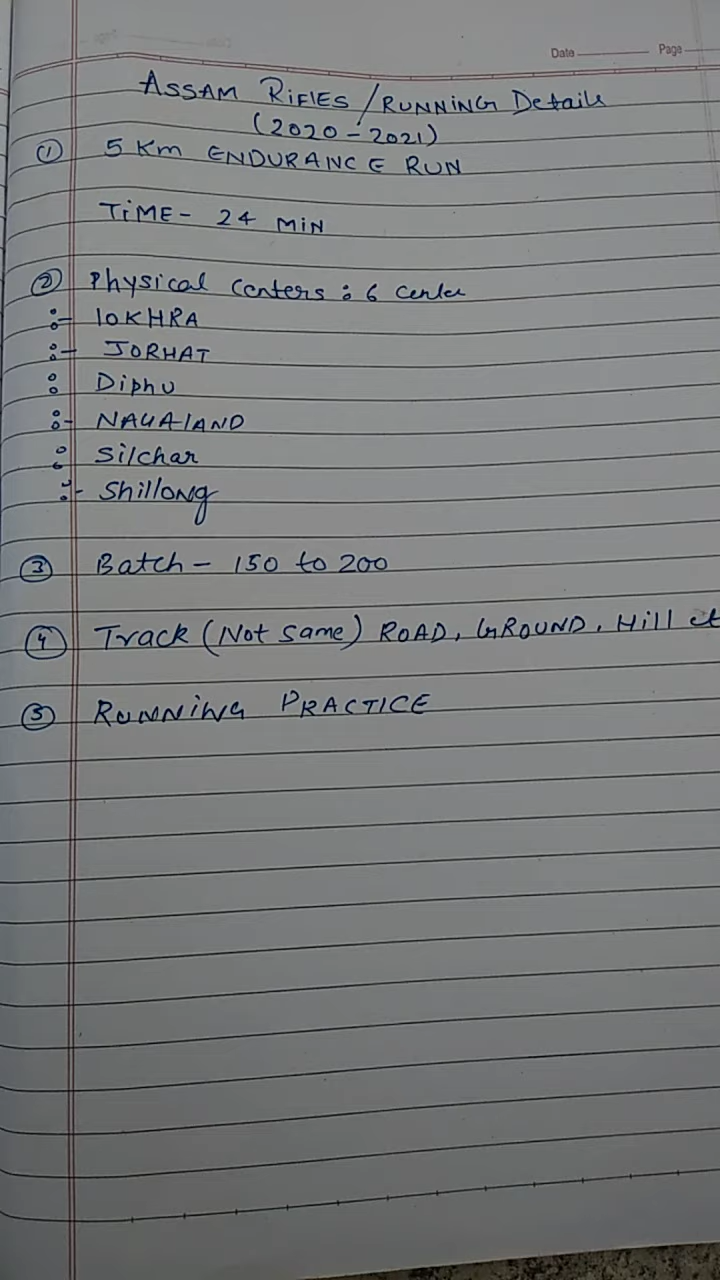 Date Page
ASSAM RIFLES / RUNNING Details
(2020-2021)
① 5 Km ENDURANCE RUN
TIME - 24 MIN
② Physical Centers : 6 Center
:- LOKHRA
:- JORHAT
: Diphu
:- NAGALAND
: Silchar
:- Shillong
③ Batch - 150 to 200
④ Track (Not Same) ROAD, GROUND, Hill et
⑤ RUNNING PRACTICE